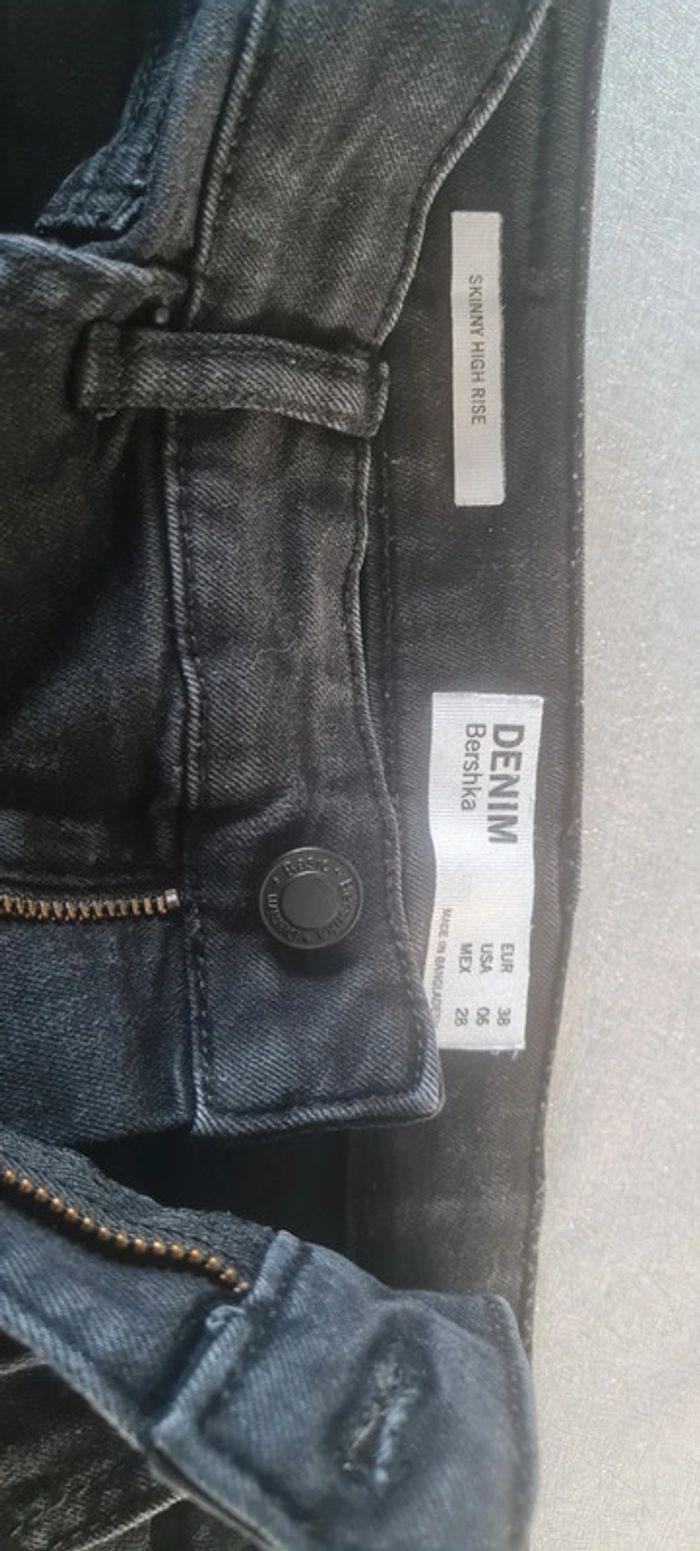 SKINNY HIGH RISE
DENIM
Bershka
EUR 38
USA 06
MEX 28
MADE IN BANGLADESH